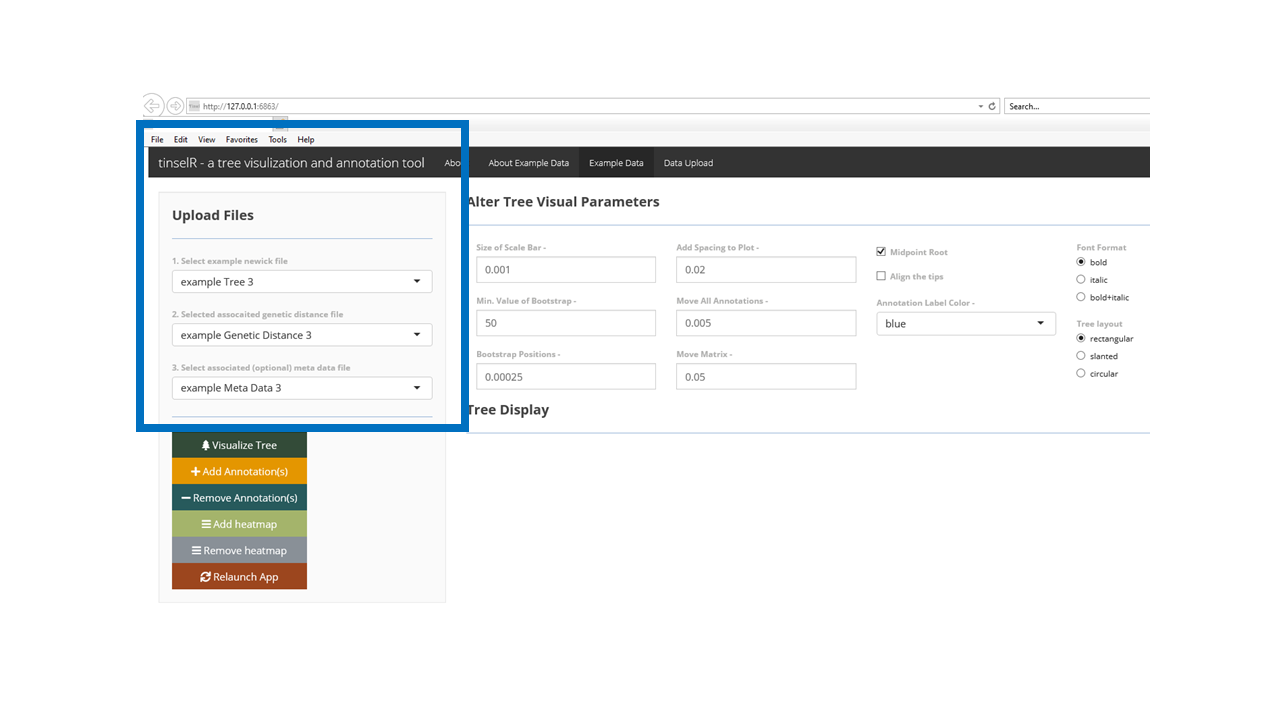 http://127.0.0.1:6863/
Search...
File Edit View Favorites Tools Help
tinselR - a tree visulization and annotation tool Abo About Example Data Example Data Data Upload
Upload Files
1. Select example newick file
example Tree 3
2. Selected assocaited genetic distance file
example Genetic Distance 3
3. Select associated (optional) meta data file
example Meta Data 3
Visualize Tree
Add Annotation(s)
Remove Annotation(s)
Add heatmap
Remove heatmap
Relaunch App
Alter Tree Visual Parameters
Size of Scale Bar -
0.001
Min. Value of Bootstrap -
50
Bootstrap Positions -
0.00025
Add Spacing to Plot -
0.02
Move All Annotations -
0.005
Move Matrix -
0.05
Midpoint Root
Align the tips
Annotation Label Color -
blue
Font Format
bold
italic
bold+italic
Tree layout
rectangular
slanted
circular
Tree Display